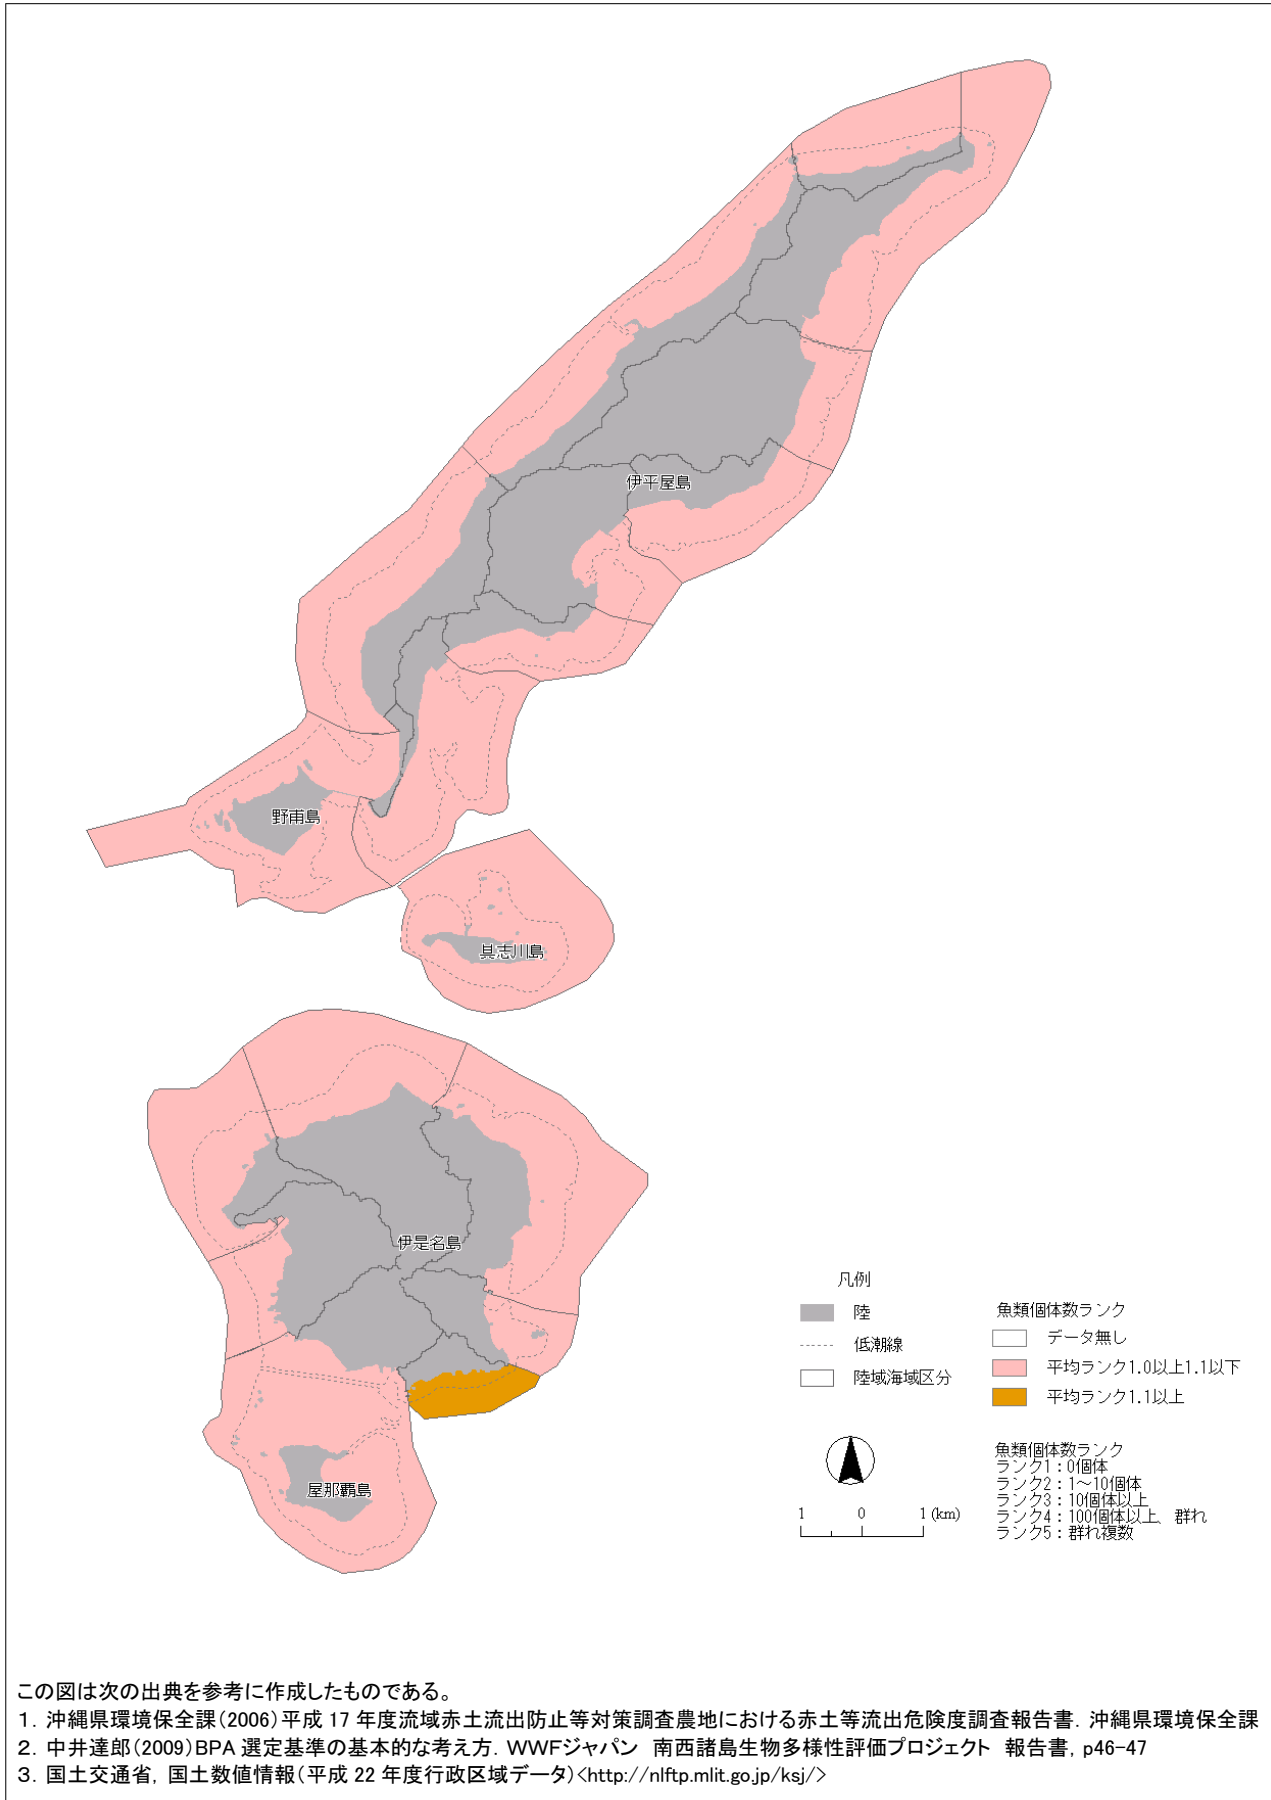 伊平屋島
野甫島
具志川島
伊是名島
屋那覇島
凡例
陸
低潮線
陸域海域区分
魚類個体数ランク
データ無し
平均ランク1.0以上1.1以下
平均ランク1.1以上
魚類個体数ランク
ランク1：0個体
ランク2：1～10個体
ランク3：10個体以上
ランク4：100個体以上、群れ
ランク5：群れ複数
1 0 1 (km)
この図は次の出典を参考に作成したものである。
1. 沖縄県環境保全課(2006)平成 17 年度流域赤土流出防止等対策調査農地における赤土等流出危険度調査報告書. 沖縄県環境保全課
2. 中井達郎(2009)BPA 選定基準の基本的な考え方. WWFジャパン 南西諸島生物多様性評価プロジェクト 報告書, p46-47
3. 国土交通省, 国土数値情報(平成 22 年度行政区域データ)<http://nlftp.mlit.go.jp/ksj/>